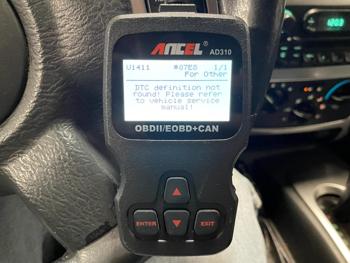 ANCEL®
AD310
U1411 $07E8 1/1
For Other
DTC definition not
found! Please refer
to vehicle service
manual!
OBDII/EOBD+CAN
ENTER
EXIT